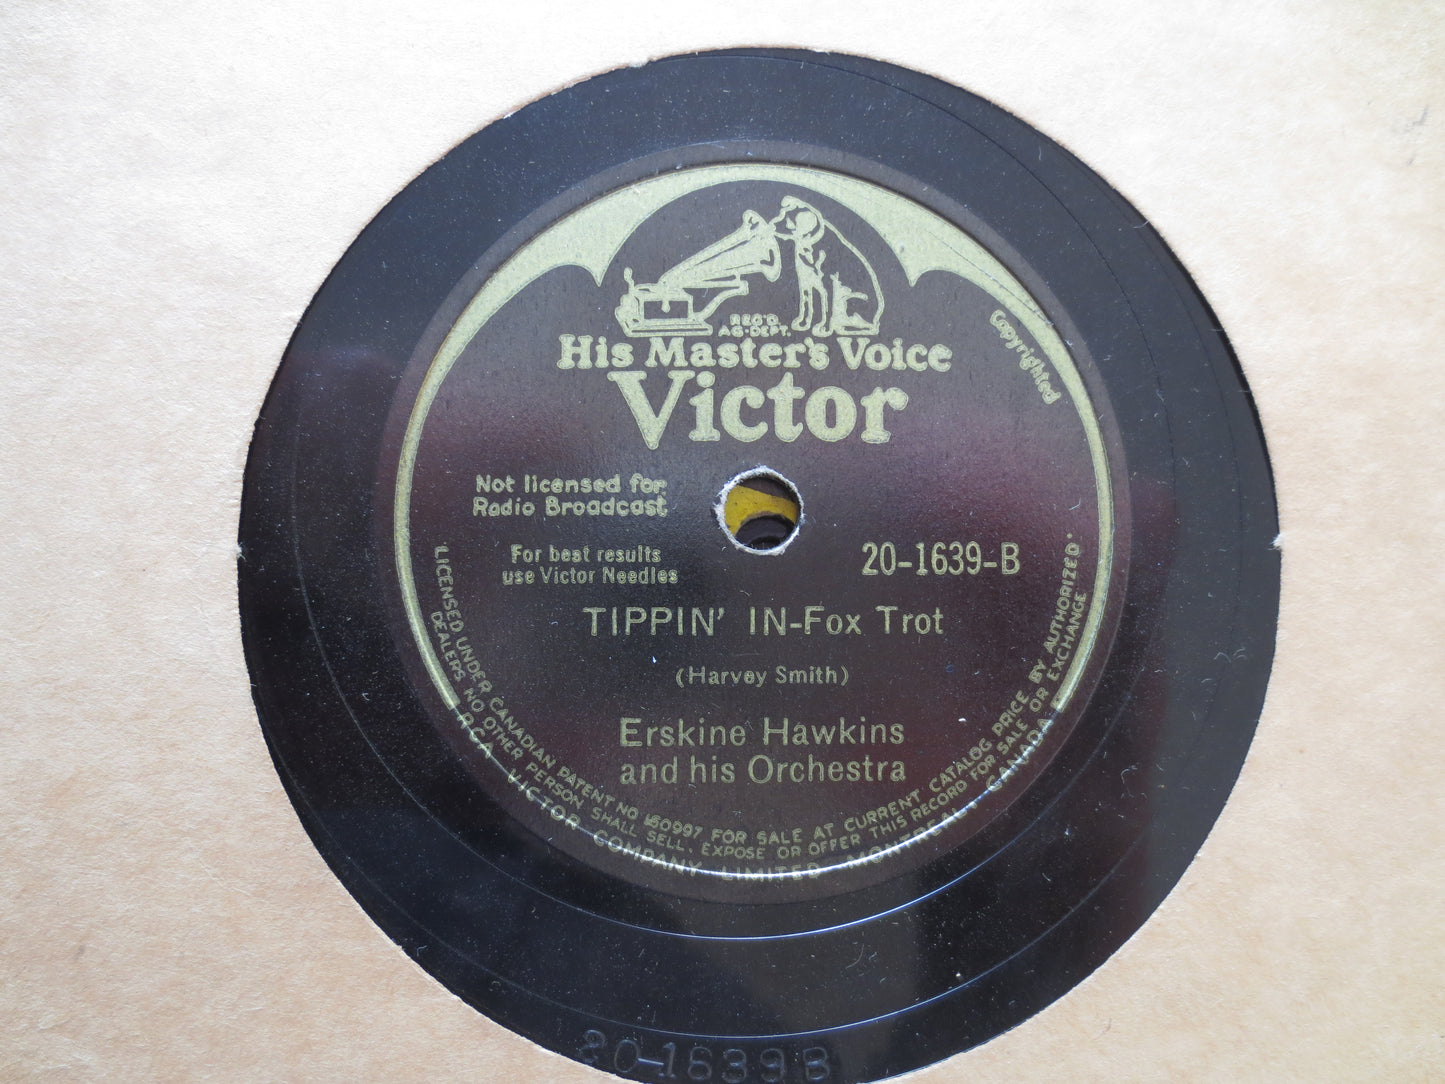 REG'D.
AG-DEPT.
His Master's Voice
Victor
Copyrighted
Not licensed for
Radio Broadcast
For best results
use Victor Needles
20-1639-B
TIPPIN' IN-Fox Trot
(Harvey Smith)
Erskine Hawkins
and his Orchestra
"LICENSED UNDER CANADIAN PATENT NO 150997 FOR SALE AT CURRENT CATALOG PRICE BY AUTHORIZED"
DEALERS NO OTHER PERSON SHALL SELL, EXPOSE OR OFFER THIS RECORD FOR SALE OR EXCHANGE
RCA VICTOR COMPANY LIMITED - MONTREAL, CANADA
20-1639B